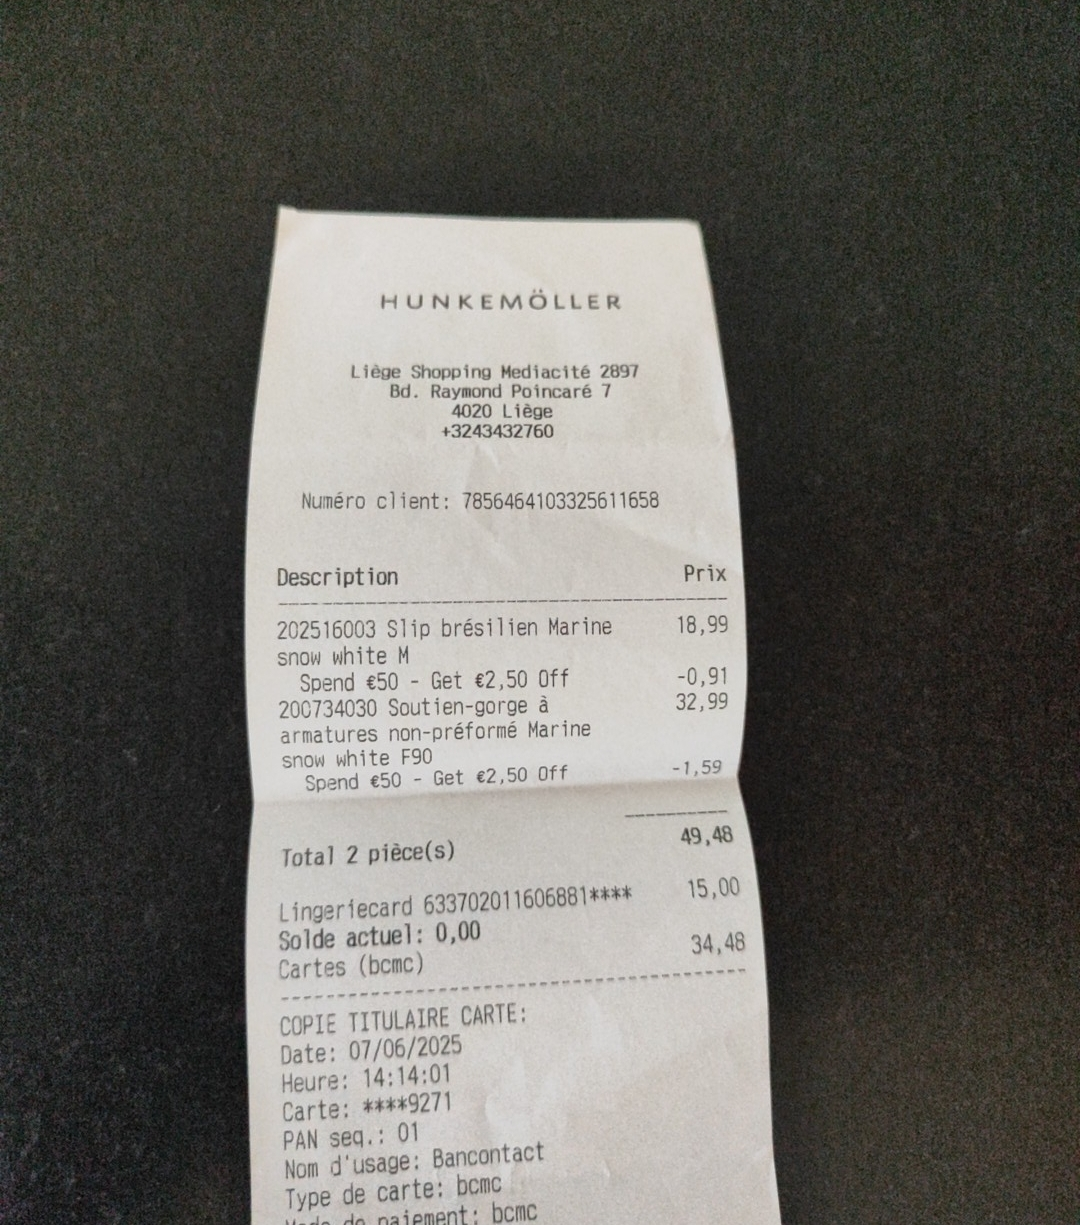 HUNKEMÖLLER
Liège Shopping Mediacité 2897
Bd. Raymond Poincaré 7
4020 Liège
+3243432760
Numéro client: 7856464103325611658
Description Prix
202516003 Slip brésilien Marine 18,99
snow white M
Spend €50 - Get €2,50 Off -0,91
200734030 Soutien-gorge à 32,99
armatures non-préformé Marine
snow white F90
Spend €50 - Get €2,50 Off -1,59
Total 2 pièce(s) 49,48
Lingeriecard 633702011606881**** 15,00
Solde actuel: 0,00
Cartes (bcmc) 34,48
COPIE TITULAIRE CARTE:
Date: 07/06/2025
Heure: 14:14:01
Carte: ****9271
PAN seq.: 01
Nom d'usage: Bancontact
Type de carte: bcmc
Mode de paiement: bcmc